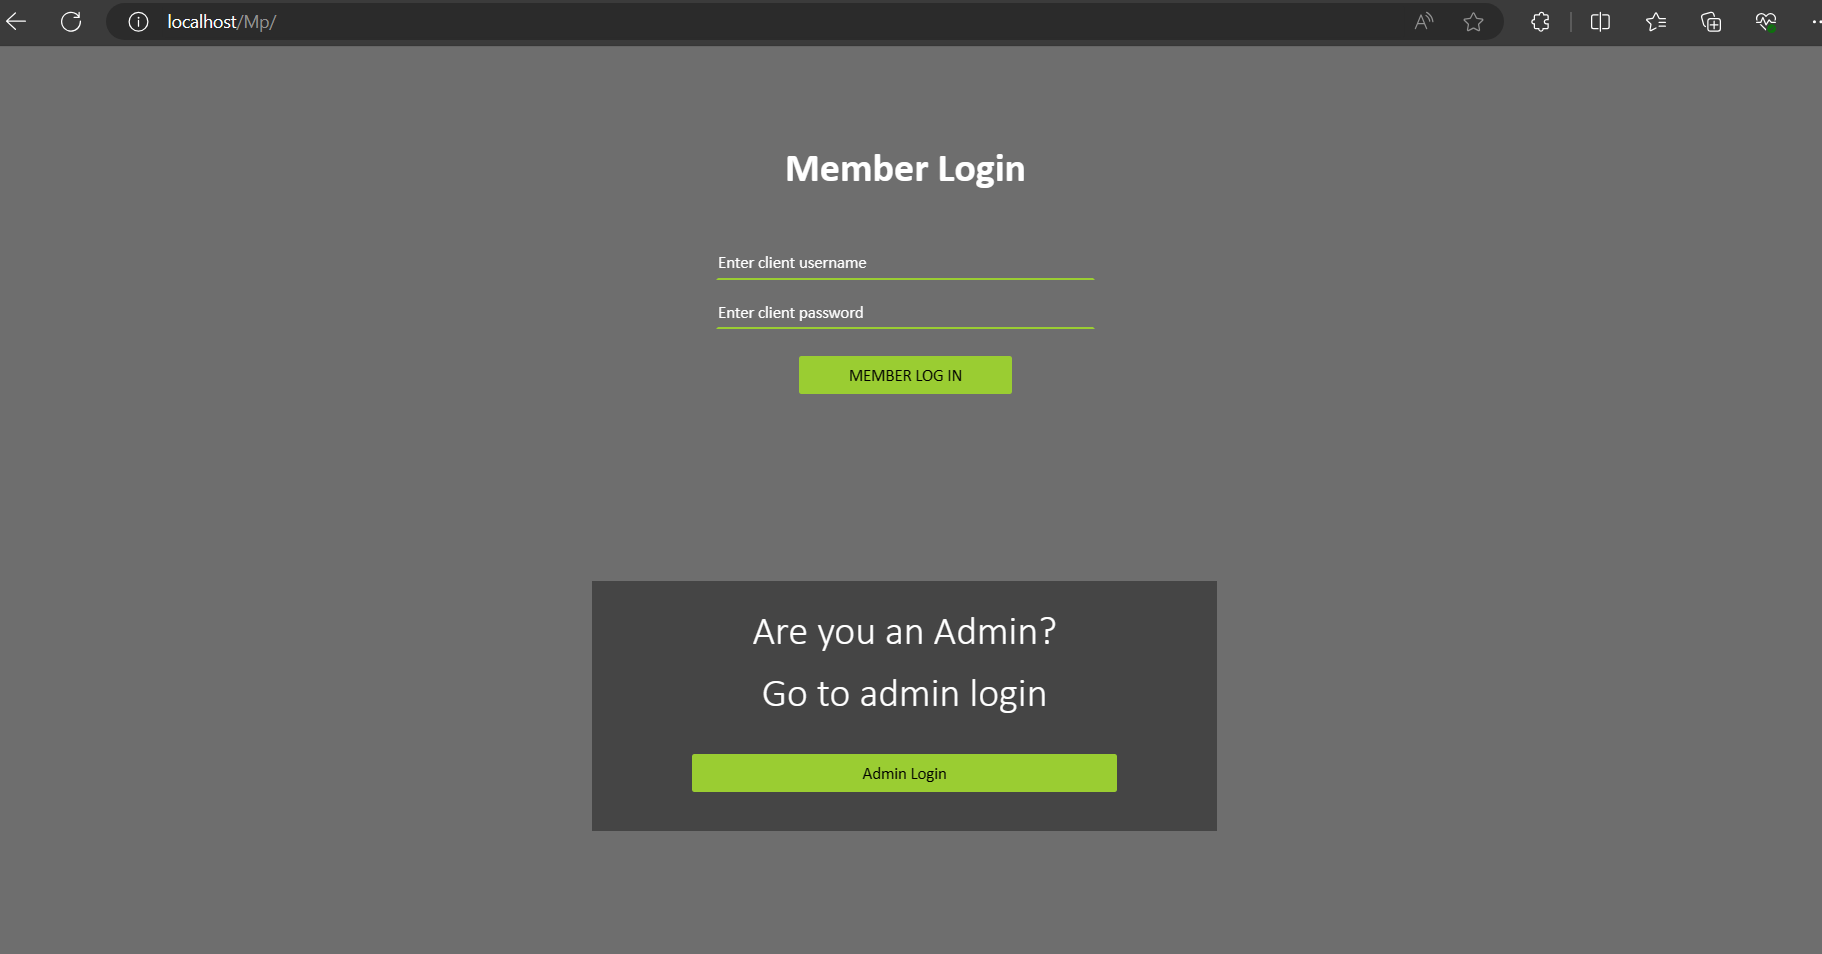 localhost/Mp/
Member Login
Enter client username
Enter client password
MEMBER LOG IN
Are you an Admin?
Go to admin login
Admin Login